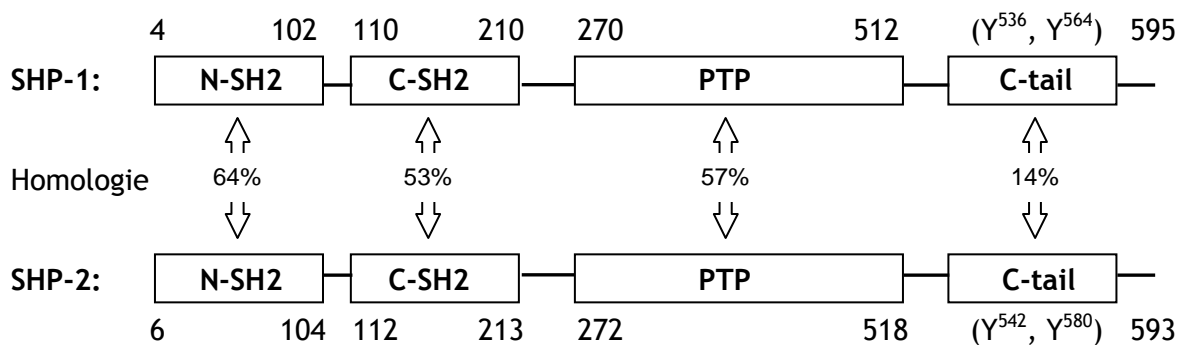 4 102 110 210 270 512 (Y⁵³⁶, Y⁵⁶⁴) 595
SHP-1: N-SH2 C-SH2 PTP C-tail
Homologie 64% 53% 57% 14%
SHP-2: N-SH2 C-SH2 PTP C-tail
6 104 112 213 272 518 (Y⁵⁴², Y⁵⁸⁰) 593